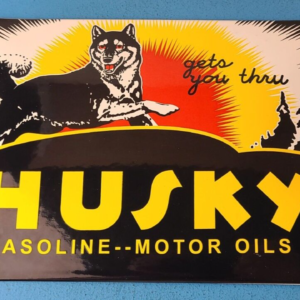 gets
you thru
HUSKY
ASOLINE--MOTOR OILS